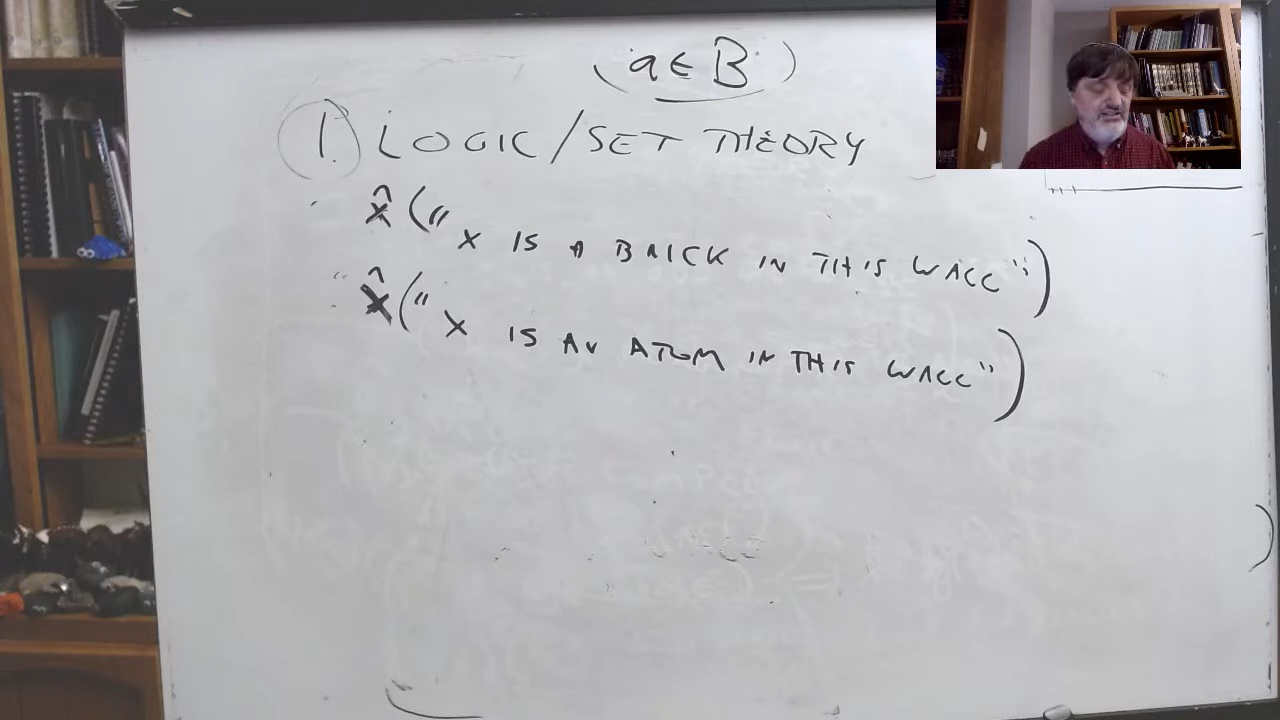 (a ∈ B)
1. LOGIC / SET THEORY
x̂ ("x IS A BRICK IN THIS WALL")
x̂ ("x IS AN ATOM IN THIS WALL")